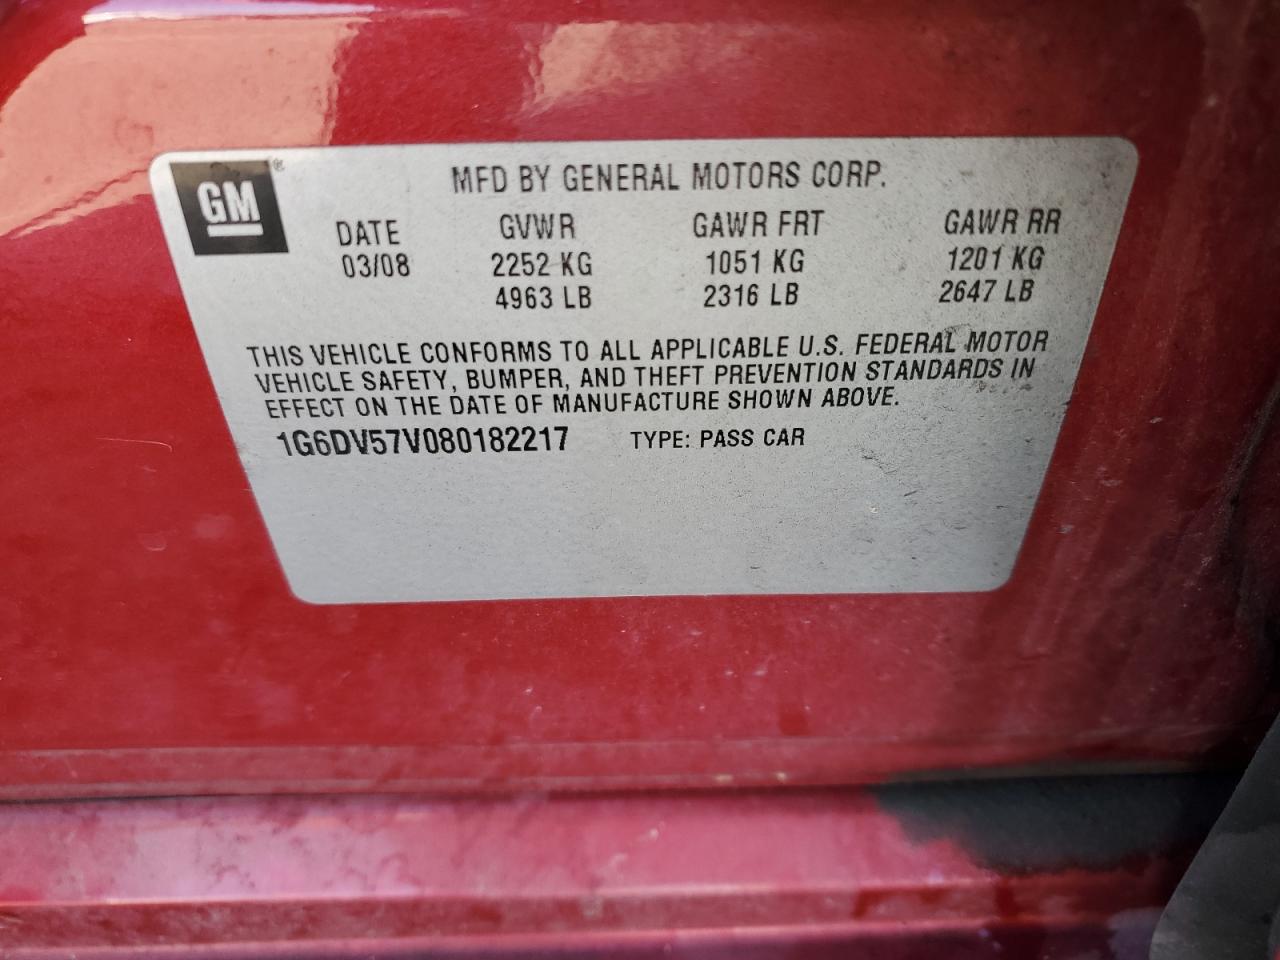 GM ®
MFD BY GENERAL MOTORS CORP.
DATE GVWR GAWR FRT GAWR RR
03/08 2252 KG 1051 KG 1201 KG
4963 LB 2316 LB 2647 LB
THIS VEHICLE CONFORMS TO ALL APPLICABLE U.S. FEDERAL MOTOR
VEHICLE SAFETY, BUMPER, AND THEFT PREVENTION STANDARDS IN
EFFECT ON THE DATE OF MANUFACTURE SHOWN ABOVE.
1G6DV57V080182217 TYPE: PASS CAR